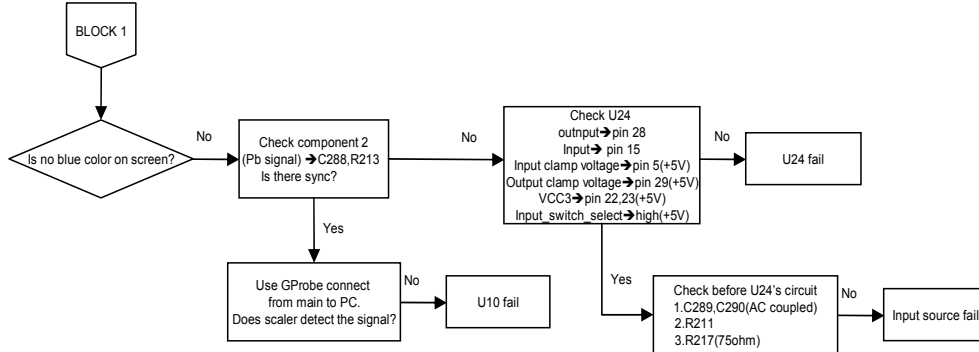 BLOCK 1
Is no blue color on screen?
No
Check component 2
(Pb signal) ➔C288,R213
Is there sync?
No
Check U24
outnput➔pin 28
Input➔ pin 15
Input clamp voltage➔pin 5(+5V)
Output clamp voltage➔pin 29(+5V)
VCC3➔pin 22,23(+5V)
Input_switch_select➔high(+5V)
No
U24 fail
Yes
Use GProbe connect
from main to PC.
Does scaler detect the signal?
No
U10 fail
Yes
Check before U24's circuit
1.C289,C290(AC coupled)
2.R211
3.R217(75ohm)
No
Input source fail